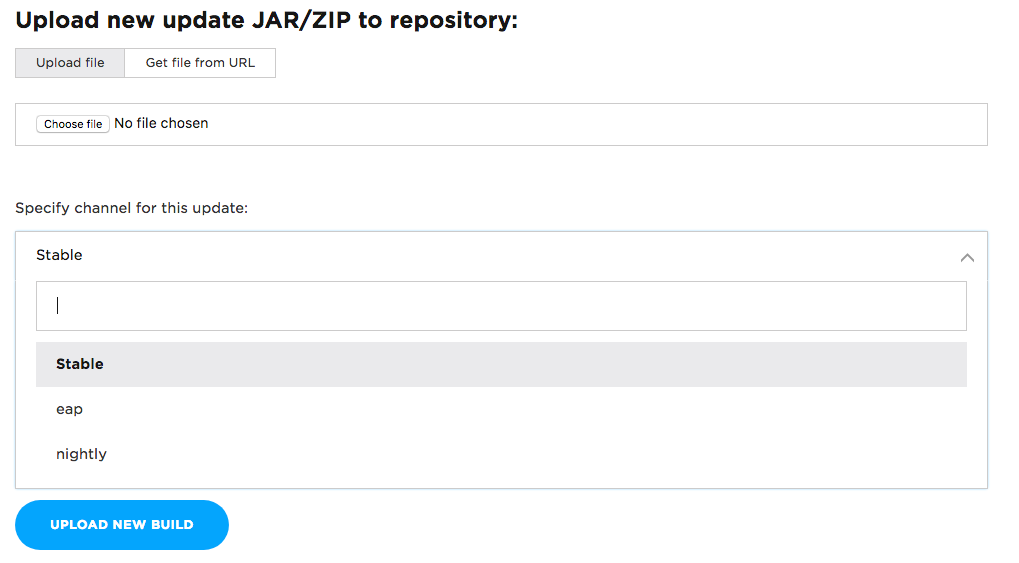 Upload new update JAR/ZIP to repository:
Upload file Get file from URL
Choose file No file chosen
Specify channel for this update:
Stable
Stable
eap
nightly
UPLOAD NEW BUILD